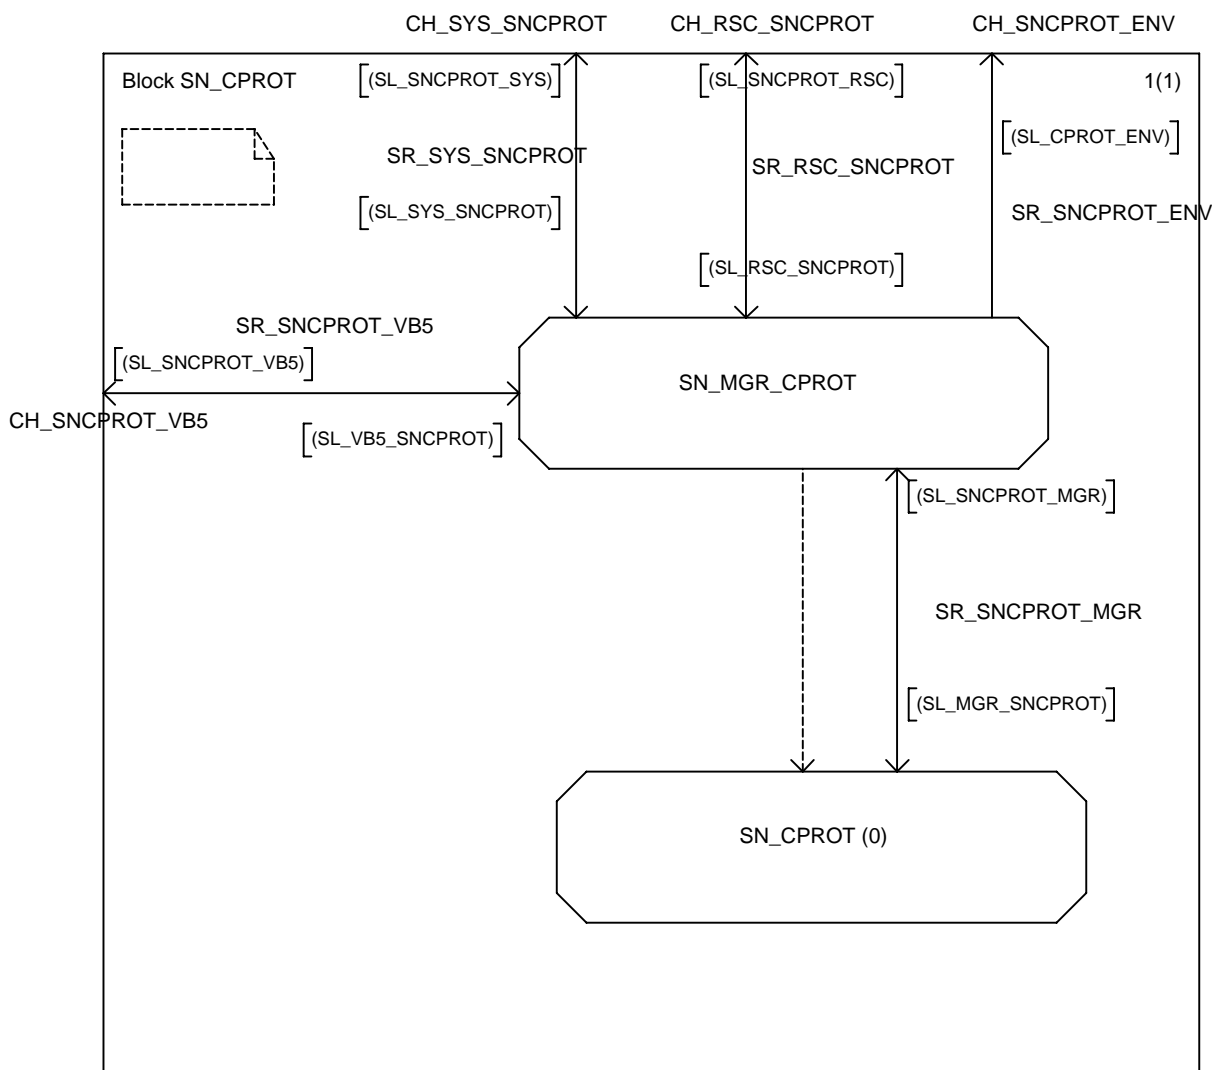 CH_SYS_SNCPROT
CH_RSC_SNCPROT
CH_SNCPROT_ENV
Block SN_CPROT
(SL_SNCPROT_SYS)
(SL_SNCPROT_RSC)
1(1)
(SL_CPROT_ENV)
SR_SYS_SNCPROT
SR_RSC_SNCPROT
(SL_SYS_SNCPROT)
SR_SNCPROT_ENV
(SL_RSC_SNCPROT)
SR_SNCPROT_VB5
(SL_SNCPROT_VB5)
SN_MGR_CPROT
CH_SNCPROT_VB5
(SL_VB5_SNCPROT)
(SL_SNCPROT_MGR)
SR_SNCPROT_MGR
(SL_MGR_SNCPROT)
SN_CPROT (0)